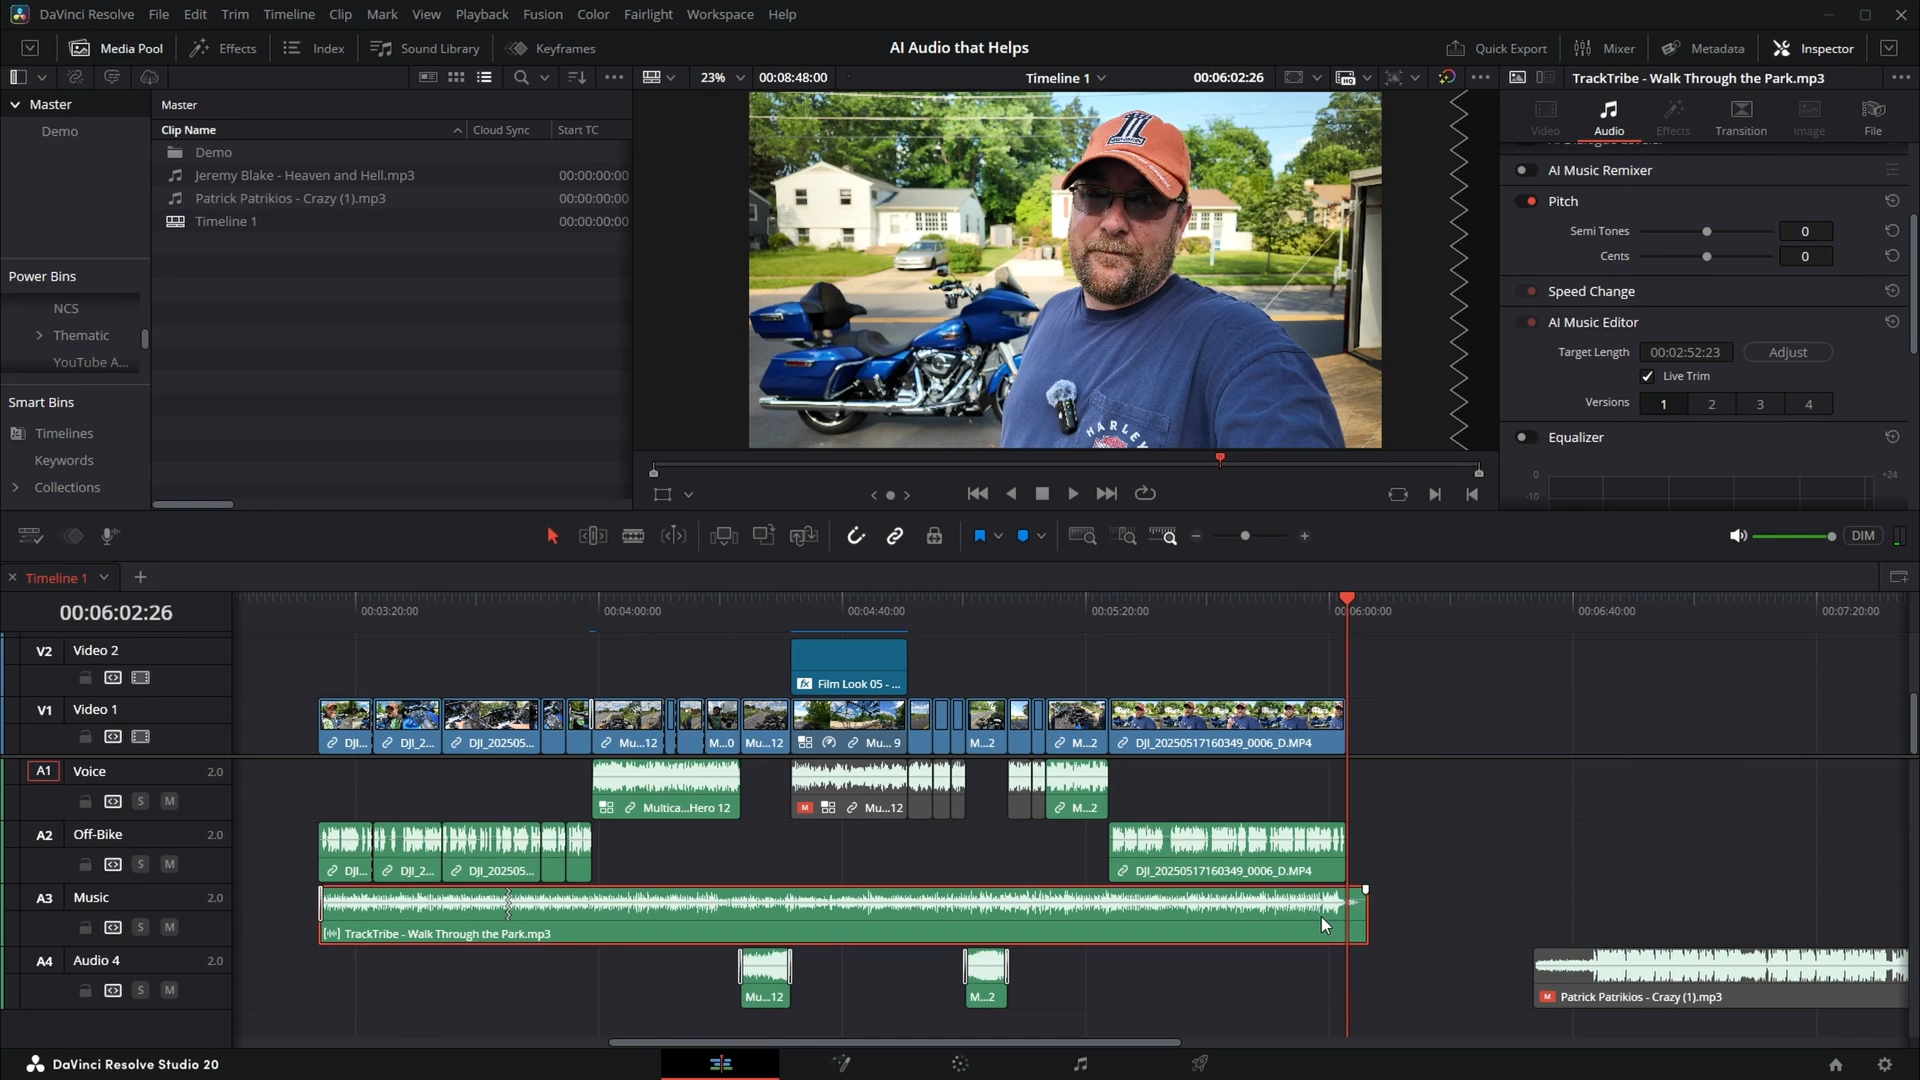 DaVinci Resolve File Edit Trim Timeline Clip Mark View Playback Fusion Color Fairlight Workspace Help
Media Pool Effects Index Sound Library Keyframes AI Audio that Helps Quick Export Mixer Metadata Inspector
23% 00:08:48:00 Timeline 1 00:06:02:26 TrackTribe - Walk Through the Park.mp3
Master
Demo
Power Bins
NCS
Thematic
YouTube A...
Smart Bins
Timelines
Keywords
Collections
Master
Clip Name Cloud Sync Start TC
Demo
Jeremy Blake - Heaven and Hell.mp3 00:00:00:00
Patrick Patrikios - Crazy (1).mp3 00:00:00:00
Timeline 1 00:00:00:00
1
HARLEY
Video Audio Effects Transition Image File
AI Music Remixer
Pitch
Semi Tones 0
Cents 0
Speed Change
AI Music Editor
Target Length 00:02:52:23 Adjust
Live Trim
Versions 1 2 3 4
Equalizer
0 +24
-10
DIM
Timeline 1
00:06:02:26 00:03:20:00 00:04:00:00 00:04:40:00 00:05:20:00 00:06:00:00 00:06:40:00 00:07:20:00
V2 Video 2
fx Film Look 05 - ...
V1 Video 1
DJI... DJI_2... DJI_202505... Mu...12 M...0 Mu...12 Mu... 9 M...2 M...2 DJI_20250517160349_0006_D.MP4
A1 Voice 2.0
S M Multica...Hero 12 M Mu...12 M...2
A2 Off-Bike 2.0
S M
DJI... DJI_2... DJI_202505... DJI_20250517160349_0006_D.MP4
A3 Music 2.0
S M TrackTribe - Walk Through the Park.mp3
A4 Audio 4 2.0
S M Mu...12 M...2 M Patrick Patrikios - Crazy (1).mp3
DaVinci Resolve Studio 20